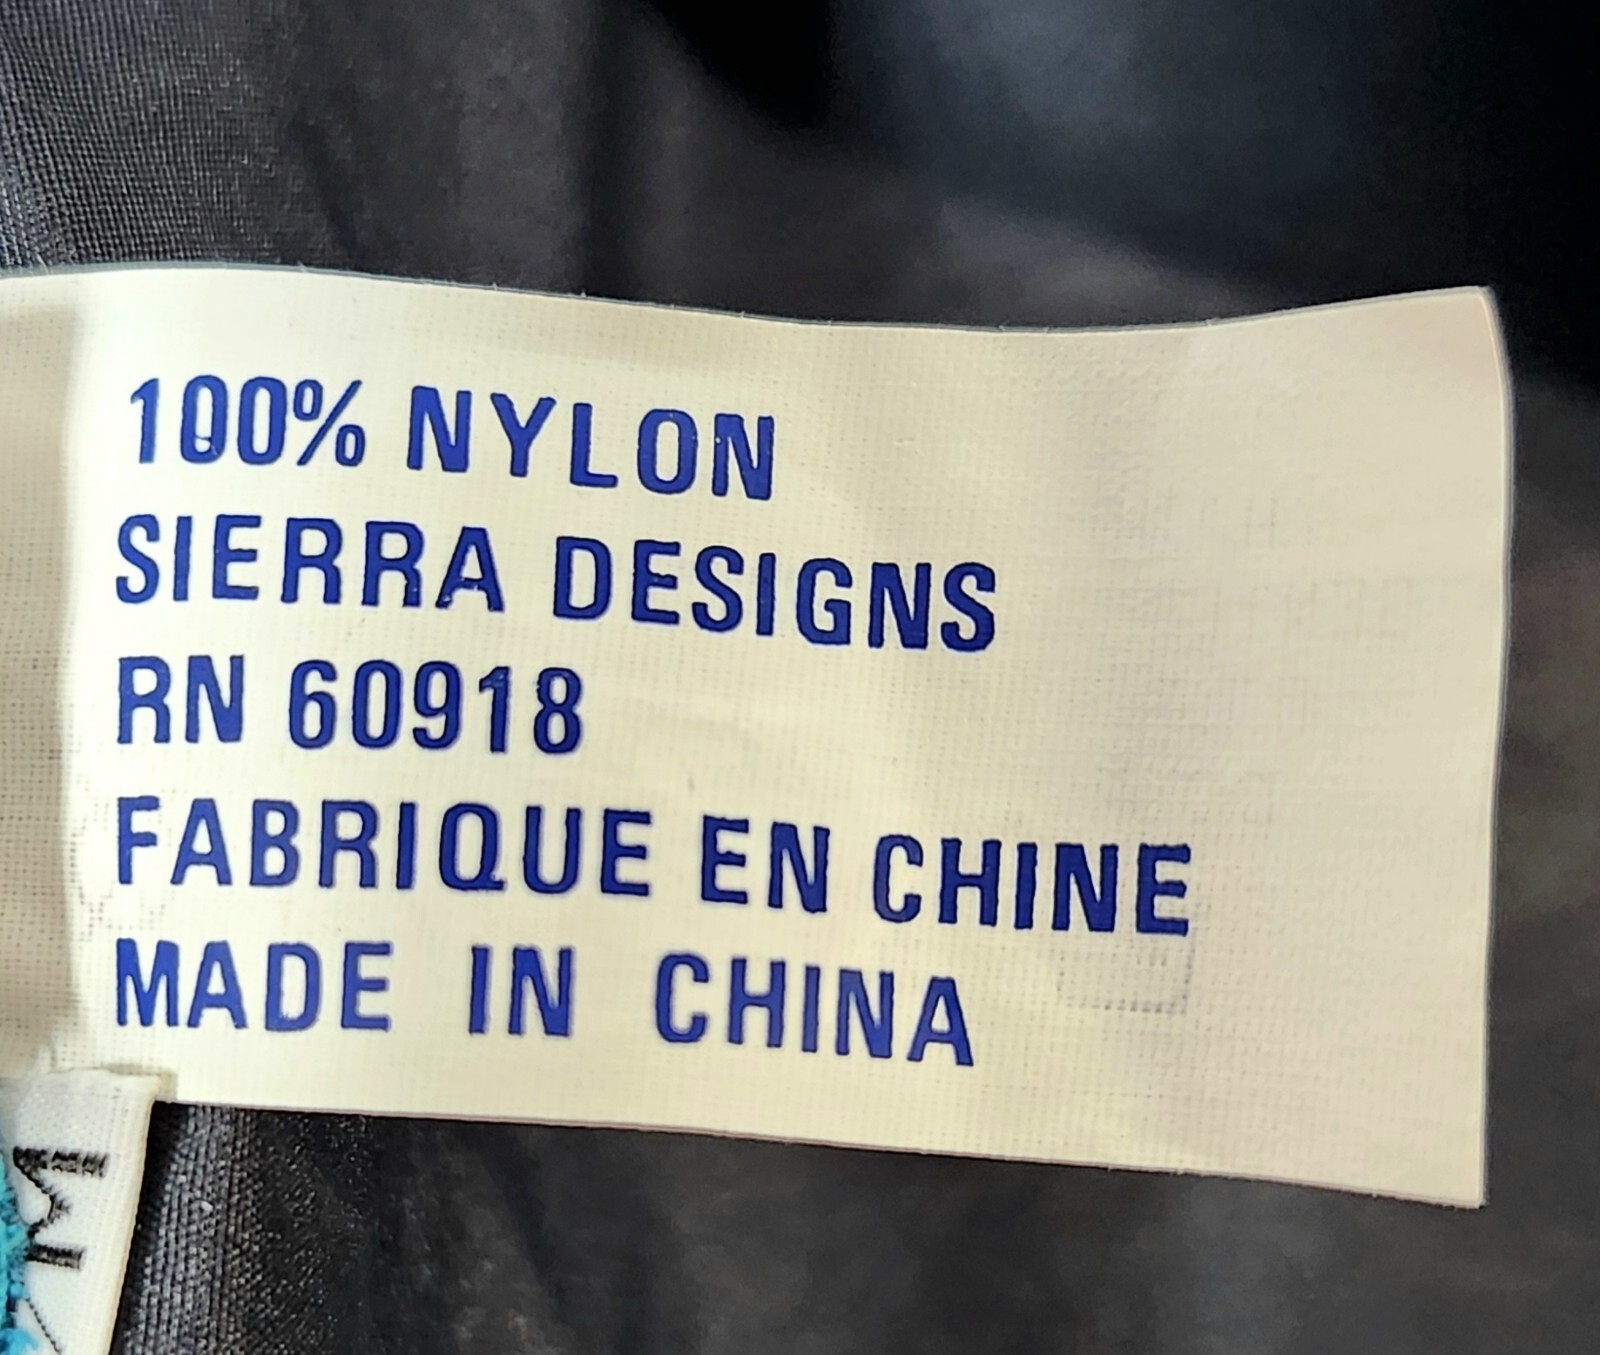 100% NYLON
SIERRA DESIGNS
RN 60918
FABRIQUE EN CHINE
MADE IN CHINA
M